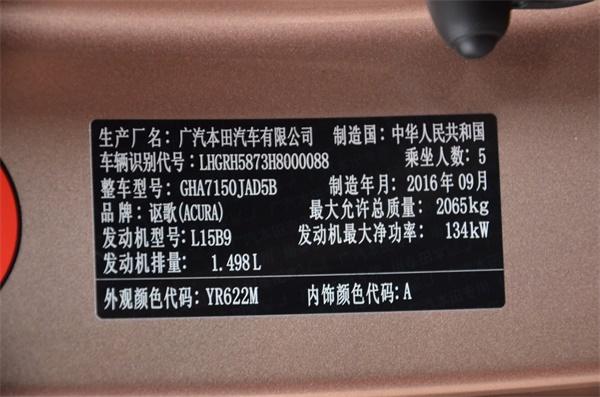 生产厂名：广汽本田汽车有限公司 制造国：中华人民共和国
车辆识别代号：LHGRH5873H8000088 乘坐人数：5
整车型号：GHA7150JAD5B 制造年月：2016年09月
品牌：讴歌(ACURA) 最大允许总质量：2065kg
发动机型号：L15B9 发动机最大净功率：134kW
发动机排量：1.498L
外观颜色代码：YR622M 内饰颜色代码：A